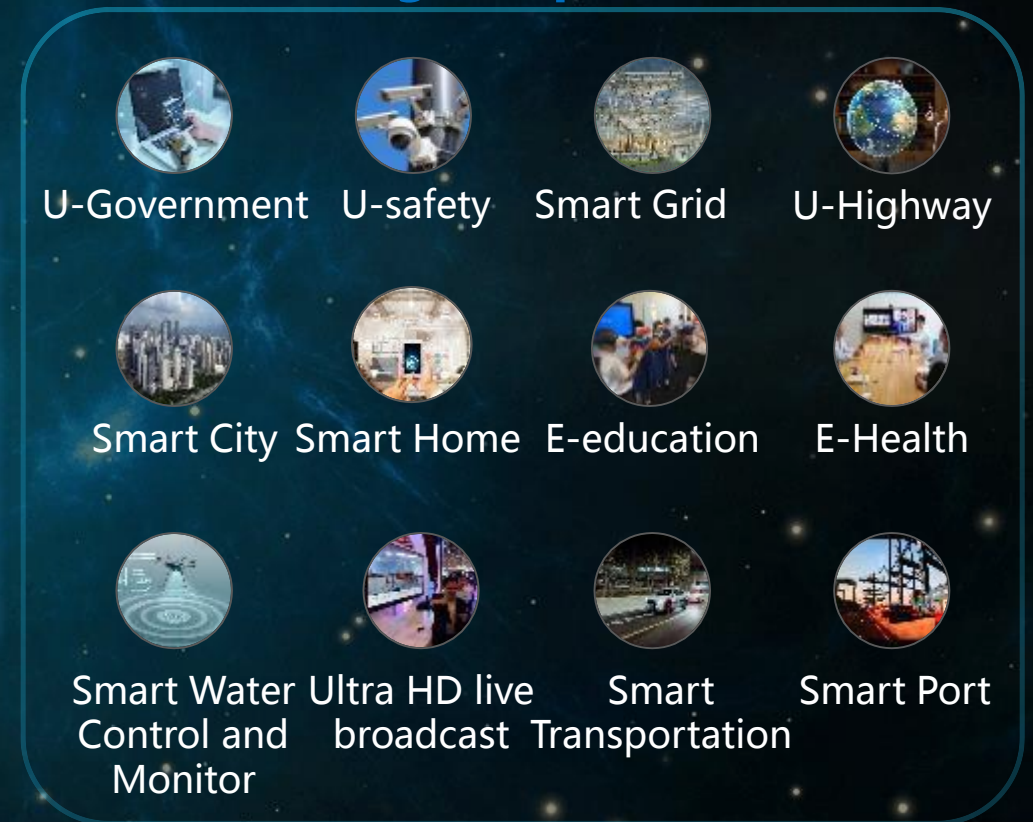 U-Government U-safety Smart Grid U-Highway
Smart City Smart Home E-education E-Health
Smart Water Control and Monitor
Ultra HD live broadcast
Smart Transportation
Smart Port